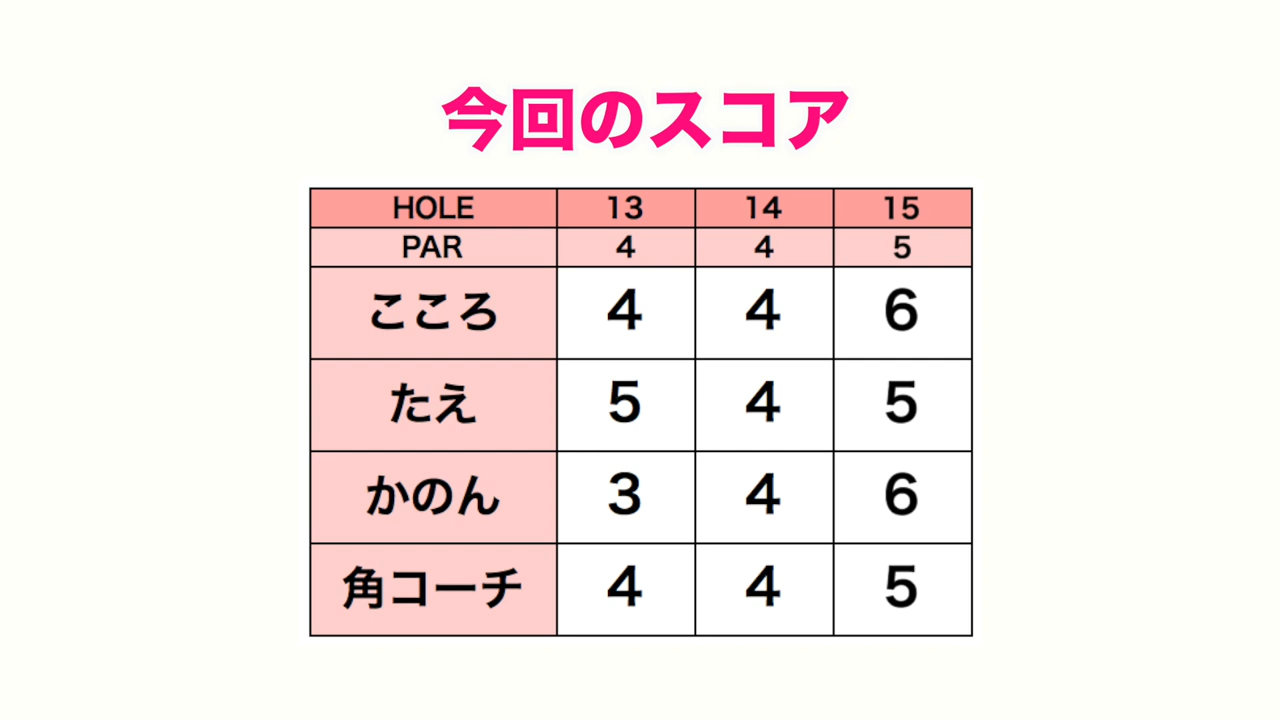 今回のスコア
HOLE 13 14 15
PAR 4 4 5
こころ 4 4 6
たえ 5 4 5
かのん 3 4 6
角コーチ 4 4 5